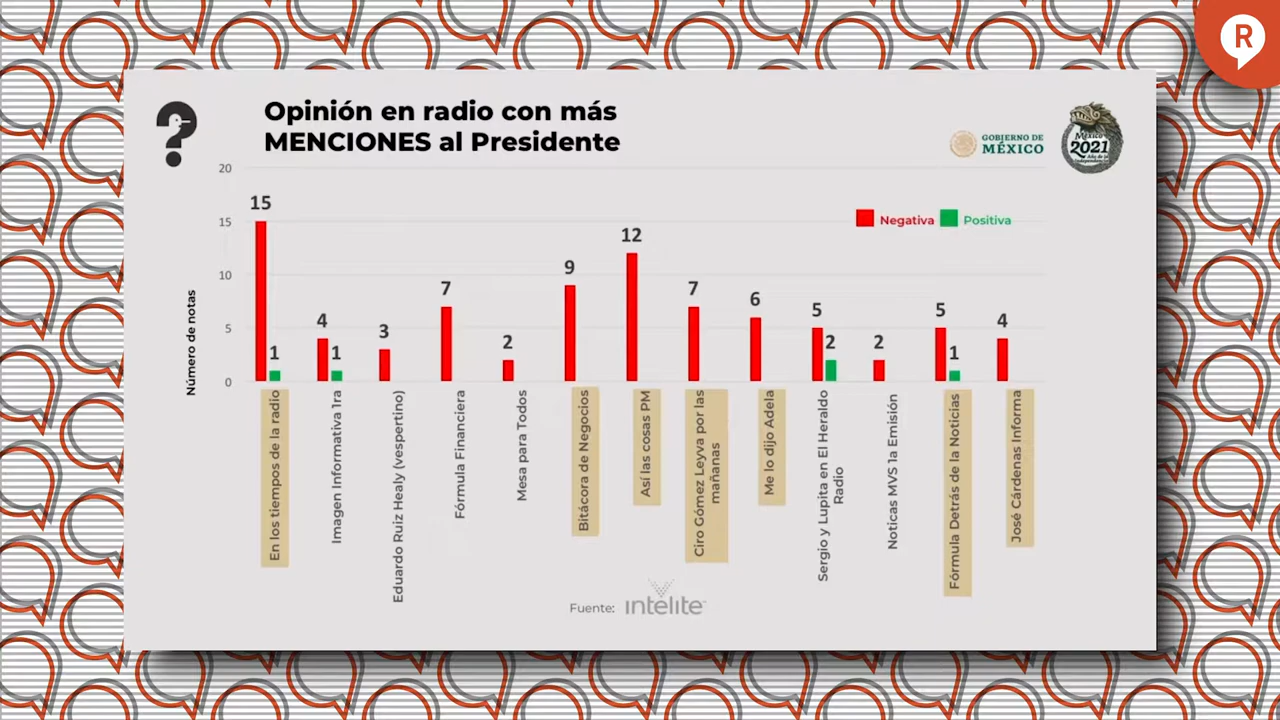 R
Opinión en radio con más
MENCIONES al Presidente
GOBIERNO DE
MÉXICO
México
2021
20
15
10
5
0
Número de notas
Negativa
Positiva
15
1
4
1
3
7
2
9
12
7
6
5
2
2
5
1
4
En los tiempos de la radio
Imagen Informativa 1ra
Eduardo Ruiz Healy (vespertino)
Fórmula Financiera
Mesa para Todos
Bitácora de Negocios
Así las cosas PM
Ciro Gómez Leyva por las
mañanas
Me lo dijo Adela
Sergio y Lupita en El Heraldo
Radio
Noticas MVS 1a Emisión
Fórmula Detrás de la Noticias
José Cárdenas Informa
Fuente: intélite